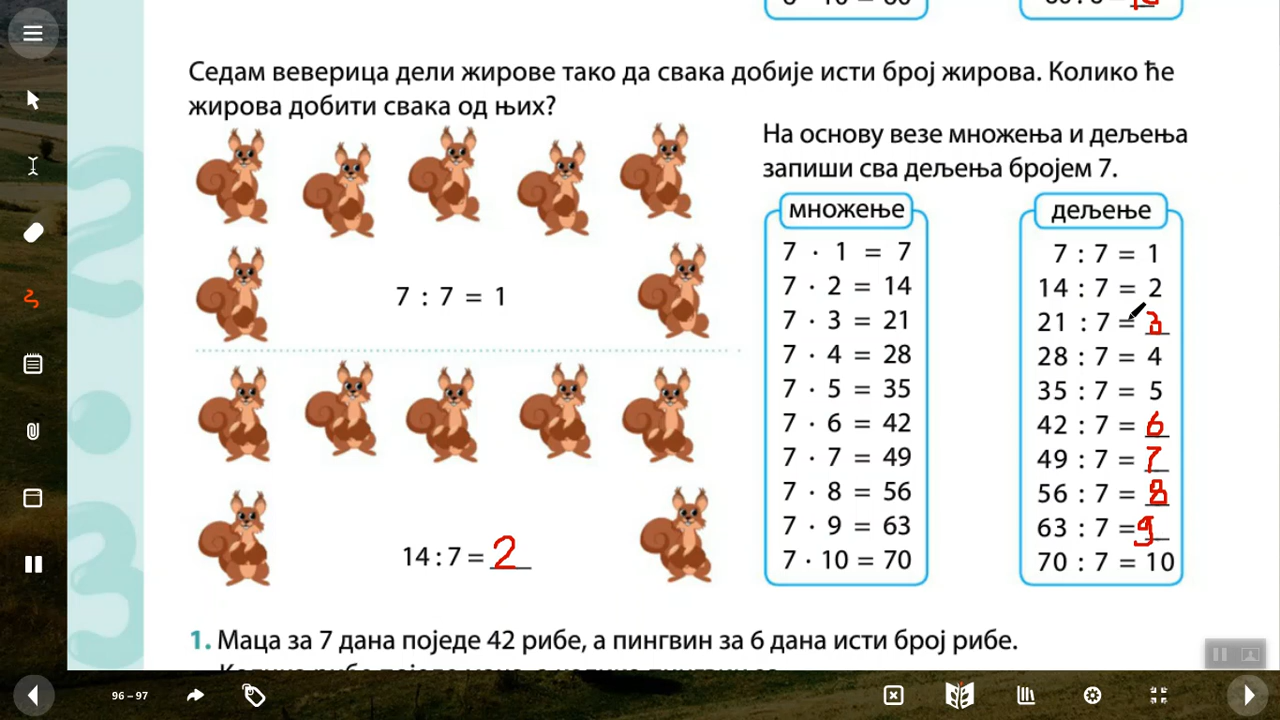 Седам веверица дели жирове тако да свака добије исти број жирова. Колико ће
жирова добити свака од њих?
На основу везе множења и дељења
запиши сва дељења бројем 7.
7 : 7 = 1
14 : 7 = 2
множење
7 · 1 = 7
7 · 2 = 14
7 · 3 = 21
7 · 4 = 28
7 · 5 = 35
7 · 6 = 42
7 · 7 = 49
7 · 8 = 56
7 · 9 = 63
7 · 10 = 70
дељење
7 : 7 = 1
14 : 7 = 2
21 : 7 = 3
28 : 7 = 4
35 : 7 = 5
42 : 7 = 6
49 : 7 = 7
56 : 7 = 8
63 : 7 = 9
70 : 7 = 10
1. Маца за 7 дана поједе 42 рибе, а пингвин за 6 дана исти број рибе.
96 – 97